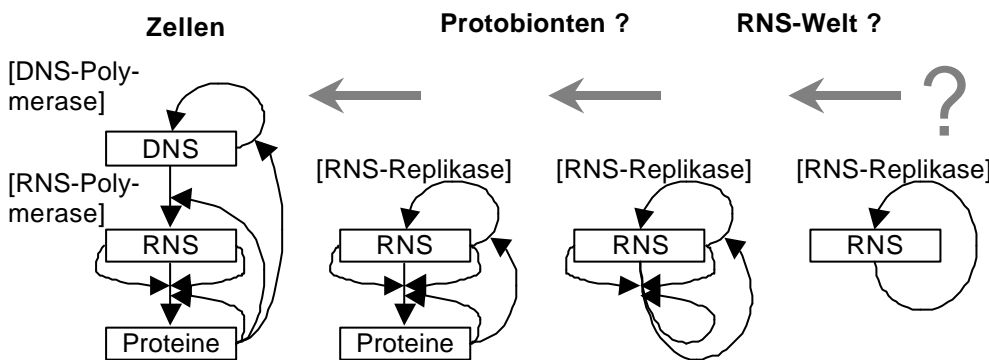 Zellen
Protobionten ?
RNS-Welt ?
[DNS-Poly-
merase]
?
DNS
[RNS-Poly-
merase]
[RNS-Replikase]
[RNS-Replikase]
[RNS-Replikase]
RNS
RNS
RNS
RNS
Proteine
Proteine